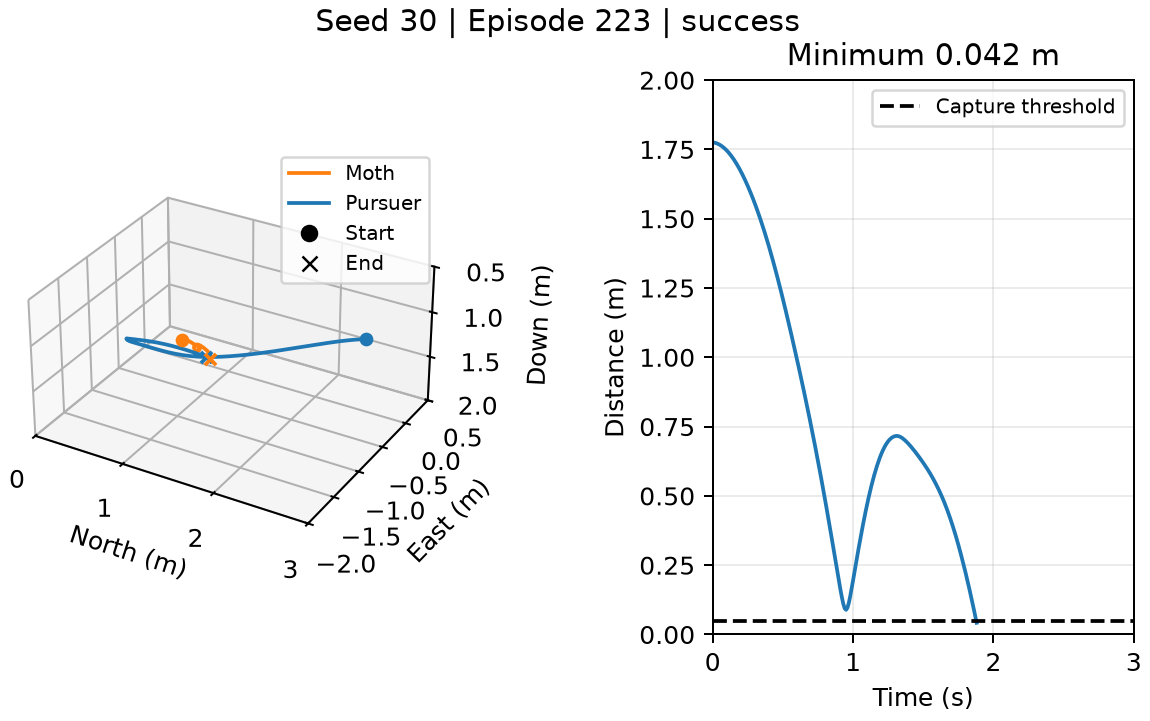 Seed 30 | Episode 223 | success
Moth
Pursuer
Start
End
0.5
1.0
1.5
2.0
Down (m)
0.5
0.0
−0.5
−1.0
−1.5
−2.0
East (m)
0
1
2
3
North (m)
Minimum 0.042 m
Capture threshold
2.00
1.75
1.50
1.25
1.00
0.75
0.50
0.25
0.00
Distance (m)
0
1
2
3
Time (s)